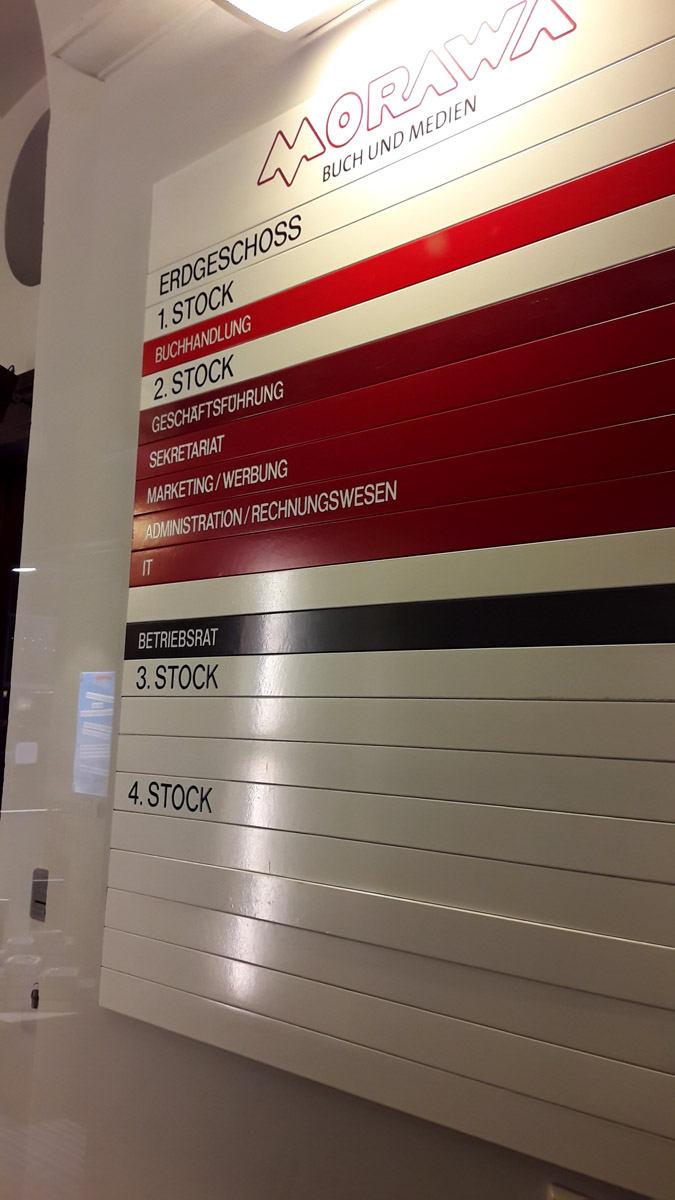 MORAWA
BUCH UND MEDIEN
ERDGESCHOSS
1. STOCK
BUCHHANDLUNG
2. STOCK
GESCHÄFTSFÜHRUNG
SEKRETARIAT
MARKETING / WERBUNG
ADMINISTRATION / RECHNUNGSWESEN
IT
BETRIEBSRAT
3. STOCK
4. STOCK